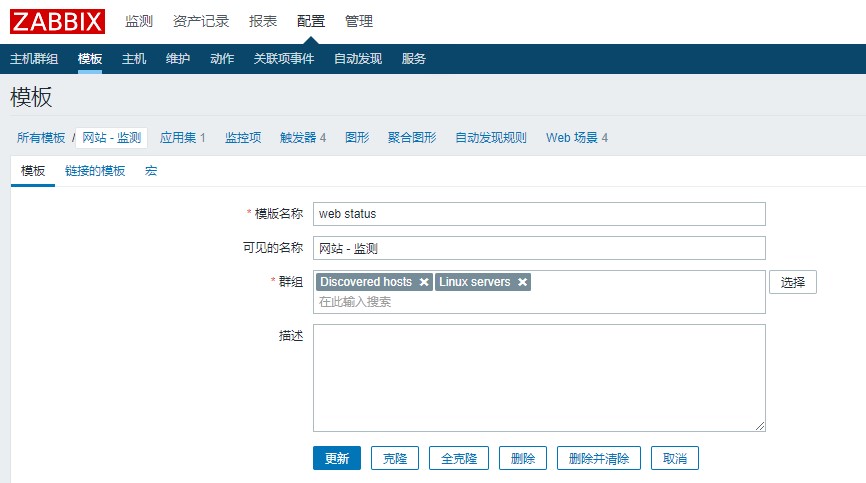 ZABBIX 监测 资产记录 报表 配置 管理
主机群组 模板 主机 维护 动作 关联项事件 自动发现 服务
模板
所有模板 / 网站 - 监测 应用集 1 监控项 触发器 4 图形 聚合图形 自动发现规则 Web 场景 4
模板 链接的模板 宏
* 模版名称 web status
可见的名称 网站 - 监测
* 群组 Discovered hosts ✖ Linux servers ✖ 选择
在此输入搜索
描述
更新 克隆 全克隆 删除 删除并清除 取消